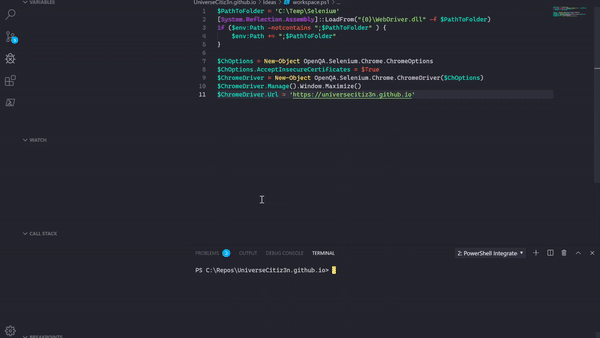 VARIABLES
UniverseCitiz3n.github.io > Ideas > workspace.ps1 > ...
1 $PathToFolder = 'C:\Temp\Selenium'
2 [System.Reflection.Assembly]::LoadFrom("{0}\WebDriver.dll" -f $PathToFolder)
3 if ($env:Path -notcontains ";$PathToFolder" ) {
4 $env:Path += ";$PathToFolder"
5 }
6
7 $ChOptions = New-Object OpenQA.Selenium.Chrome.ChromeOptions
8 $ChOptions.AcceptInsecureCertificates = $True
9 $ChromeDriver = New-Object OpenQA.Selenium.Chrome.ChromeDriver($ChOptions)
10 $ChromeDriver.Manage().Window.Maximize()
11 $ChromeDriver.Url = 'https://universecitiz3n.github.io'
WATCH
CALL STACK
PROBLEMS 3 OUTPUT DEBUG CONSOLE TERMINAL 2: PowerShell Integrate
PS C:\Repos\UniverseCitiz3n.github.io>
BREAKPOINTS